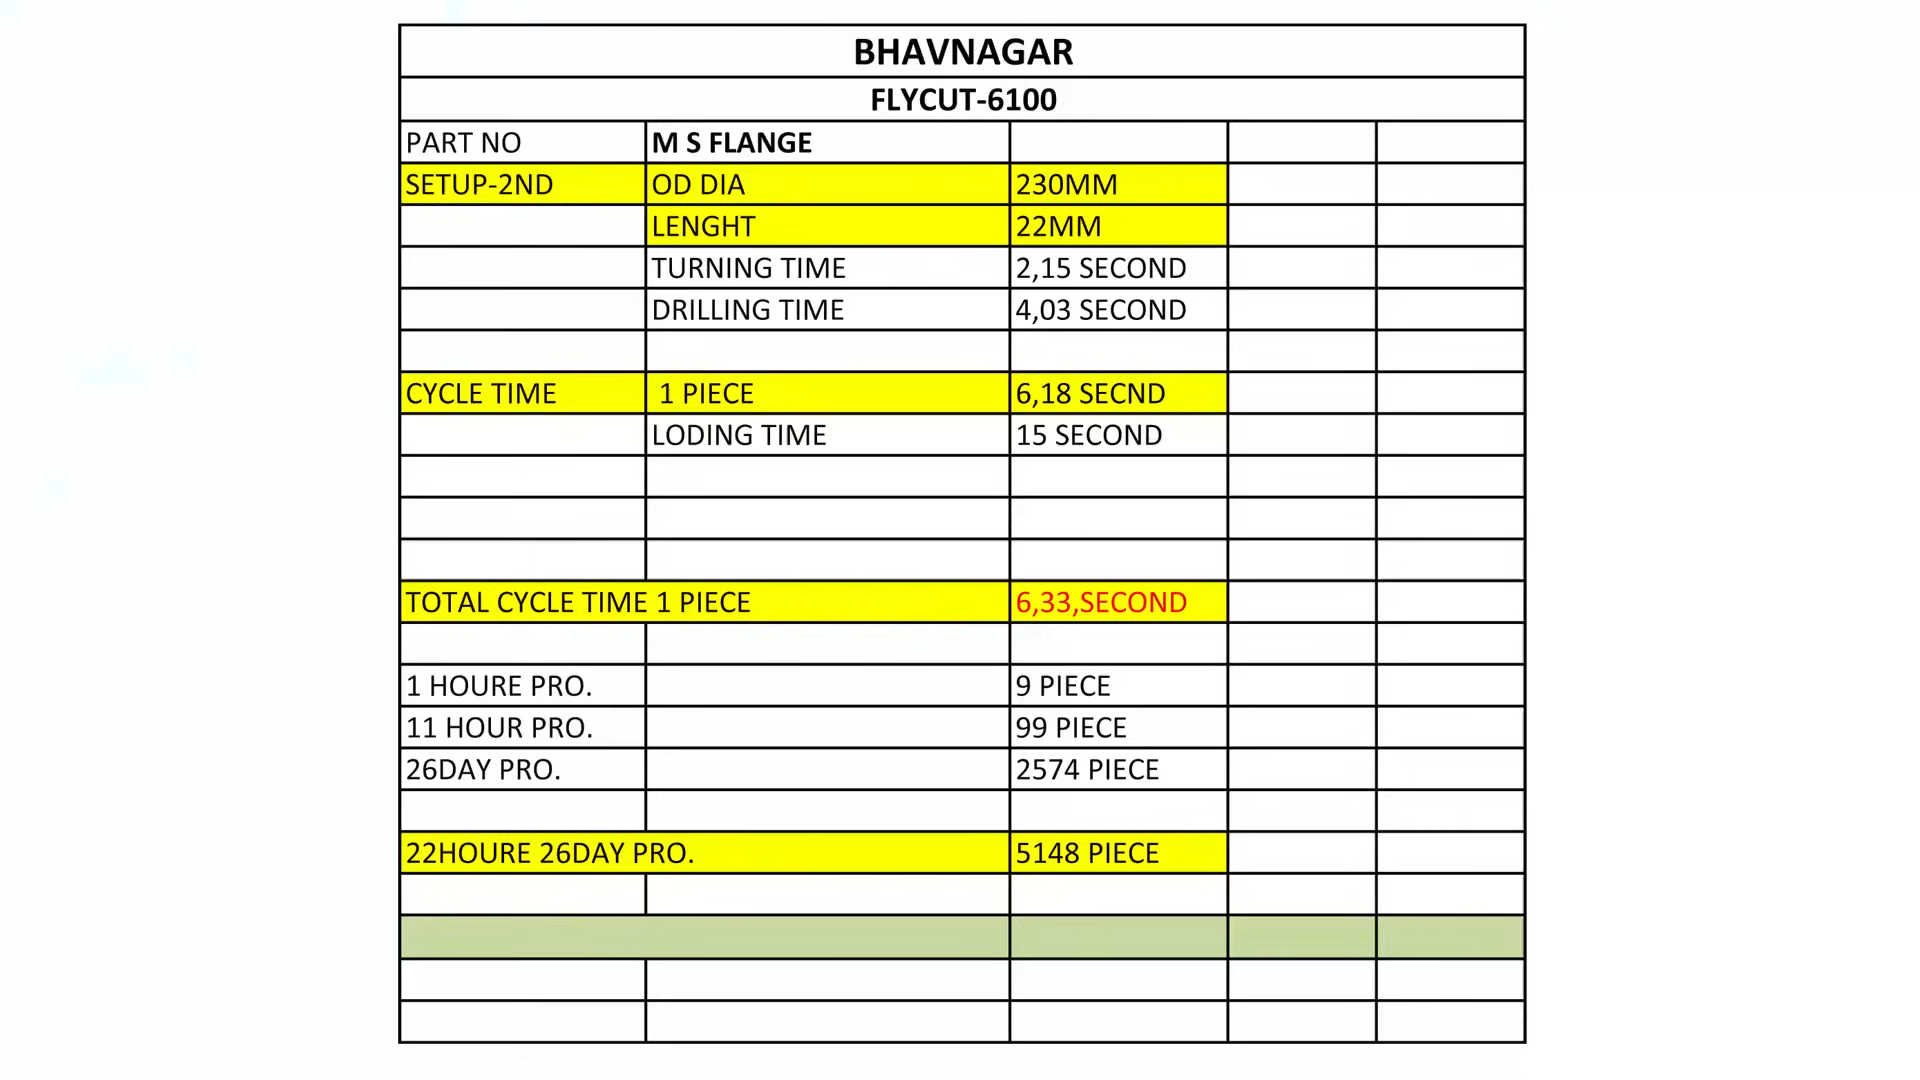 BHAVNAGAR
FLYCUT-6100
PART NO M S FLANGE
SETUP-2ND OD DIA 230MM
LENGHT 22MM
TURNING TIME 2,15 SECOND
DRILLING TIME 4,03 SECOND
CYCLE TIME 1 PIECE 6,18 SECND
LODING TIME 15 SECOND
TOTAL CYCLE TIME 1 PIECE 6,33,SECOND
1 HOURE PRO. 9 PIECE
11 HOUR PRO. 99 PIECE
26DAY PRO. 2574 PIECE
22HOURE 26DAY PRO. 5148 PIECE